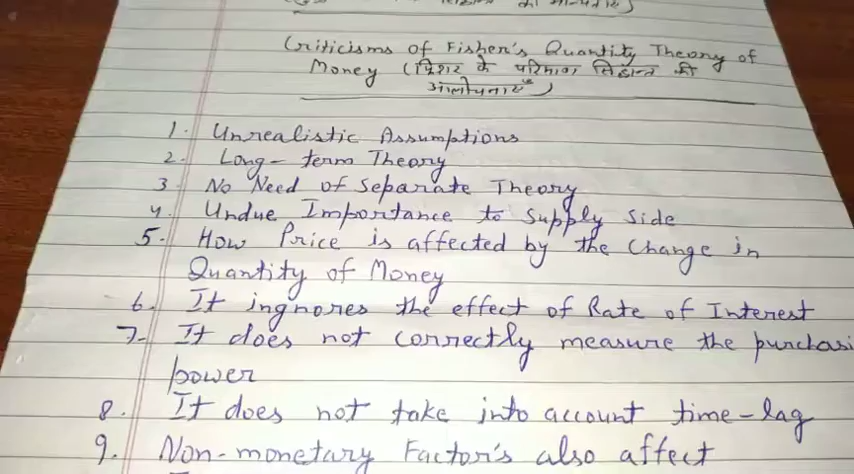 Criticisms of Fisher's Quantity Theory of
Money (फिशर के परिमाण सिद्धान्त की
आलोचनाएँ)
1. Unrealistic Assumptions
2. Long-term Theory
3. No Need of Separate Theory
4. Undue Importance to Supply Side
5. How Price is affected by the Change in
Quantity of Money
6. It ingnores the effect of Rate of Interest
7. It does not correctly measure the purchasi
power
8. It does not take into account time-lag
9. Non-monetary Factor's also affect